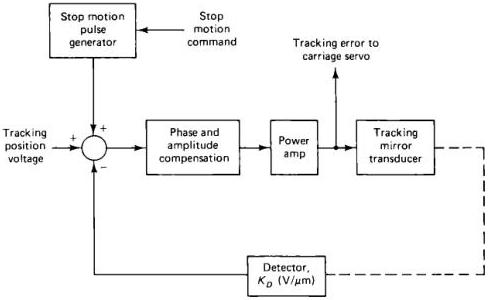 Stop motion
pulse
generator
Stop
motion
command
Tracking error to
carriage servo
Tracking
position
voltage
+
+
−
Phase and
amplitude
compensation
Power
amp
Tracking
mirror
transducer
Detector,
K_D (V/μm)